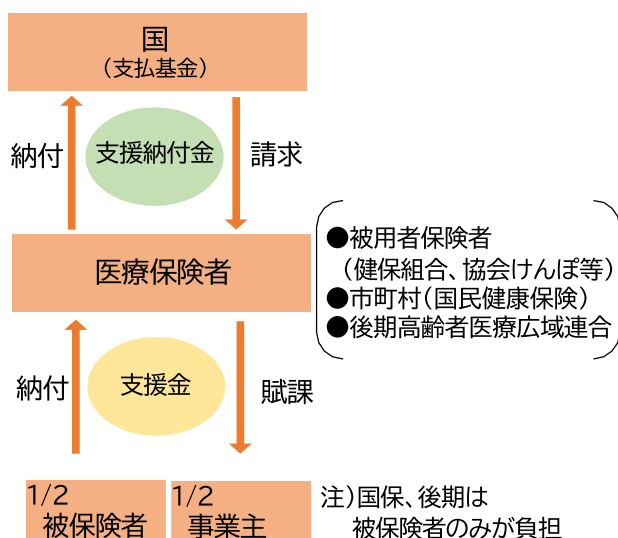 国
（支払基金）
納付
支援納付金
請求
医療保険者
●被用者保険者
（健保組合、協会けんぽ等）
●市町村（国民健康保険）
●後期高齢者医療広域連合
納付
支援金
賦課
1/2
被保険者
1/2
事業主
注）国保、後期は
被保険者のみが負担